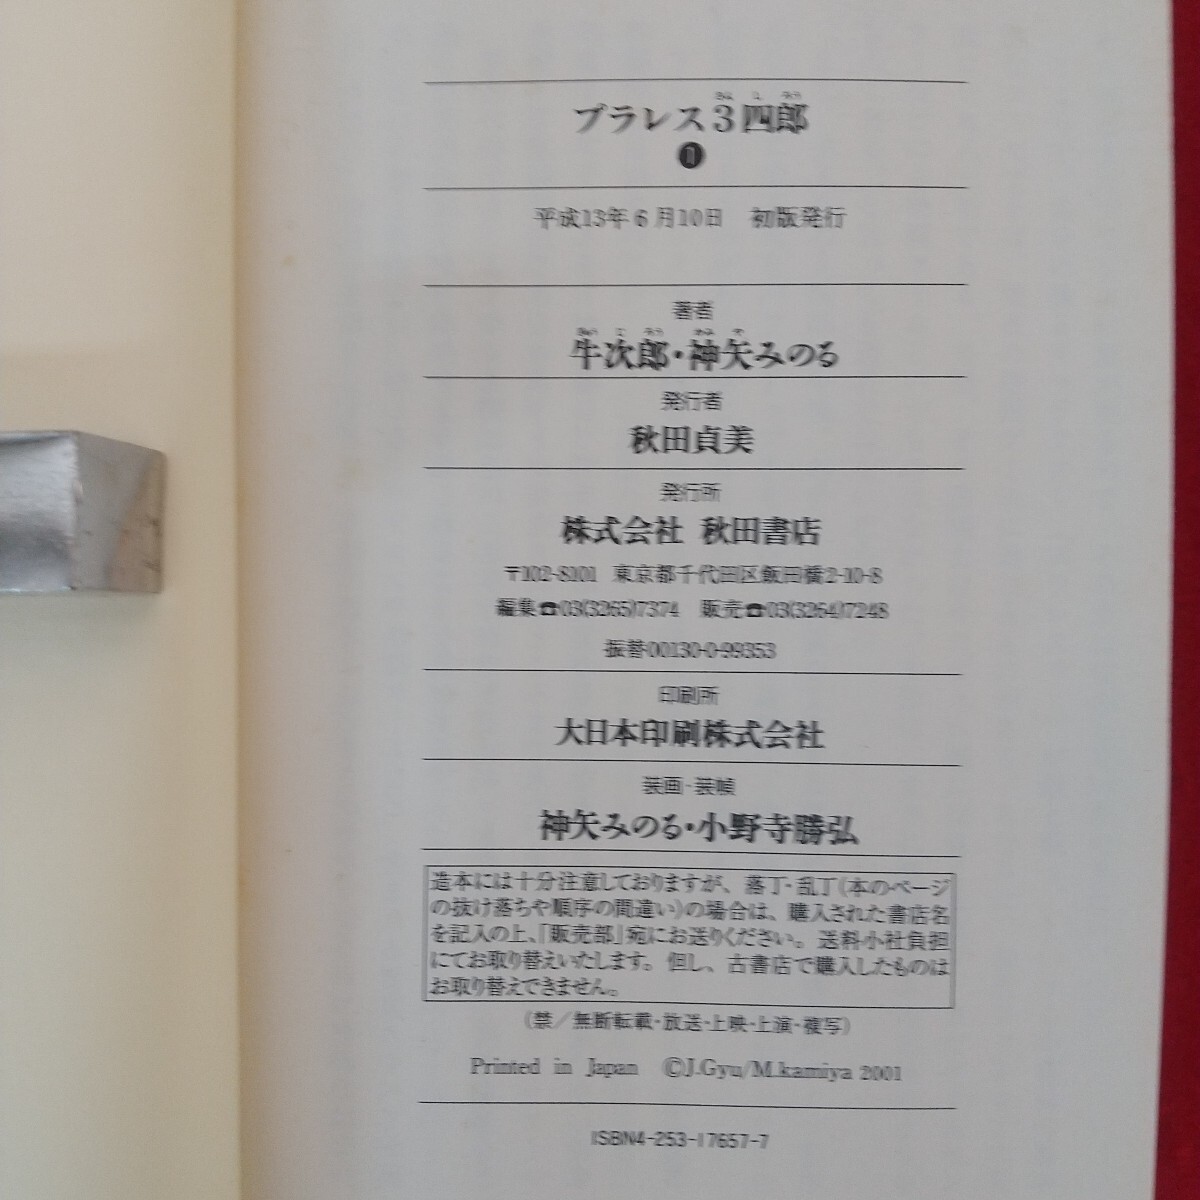 プラレス3四郎
❶
平成13年6月10日　初版発行
著者
牛次郎・神矢みのる
発行者
秋田貞美
発行所
株式会社 秋田書店
〒102-8101 東京都千代田区飯田橋2-10-8
編集☎03(3265)7374 販売☎03(3264)7248
振替00130-0-99353
印刷所
大日本印刷株式会社
装画・装幀
神矢みのる・小野寺勝弘
造本には十分注意しておりますが、落丁・乱丁(本のページ
の抜け落ちや順序の間違い)の場合は、購入された書店名
を記入の上、「販売部」宛にお送りください。送料小社負担
にてお取り替えいたします。但し、古書店で購入したものは
お取り替えできません。
(禁/無断転載・放送・上映・上演・複写)
Printed in Japan ©J.Gyu/M.kamiya 2001
ISBN4-253-17657-7